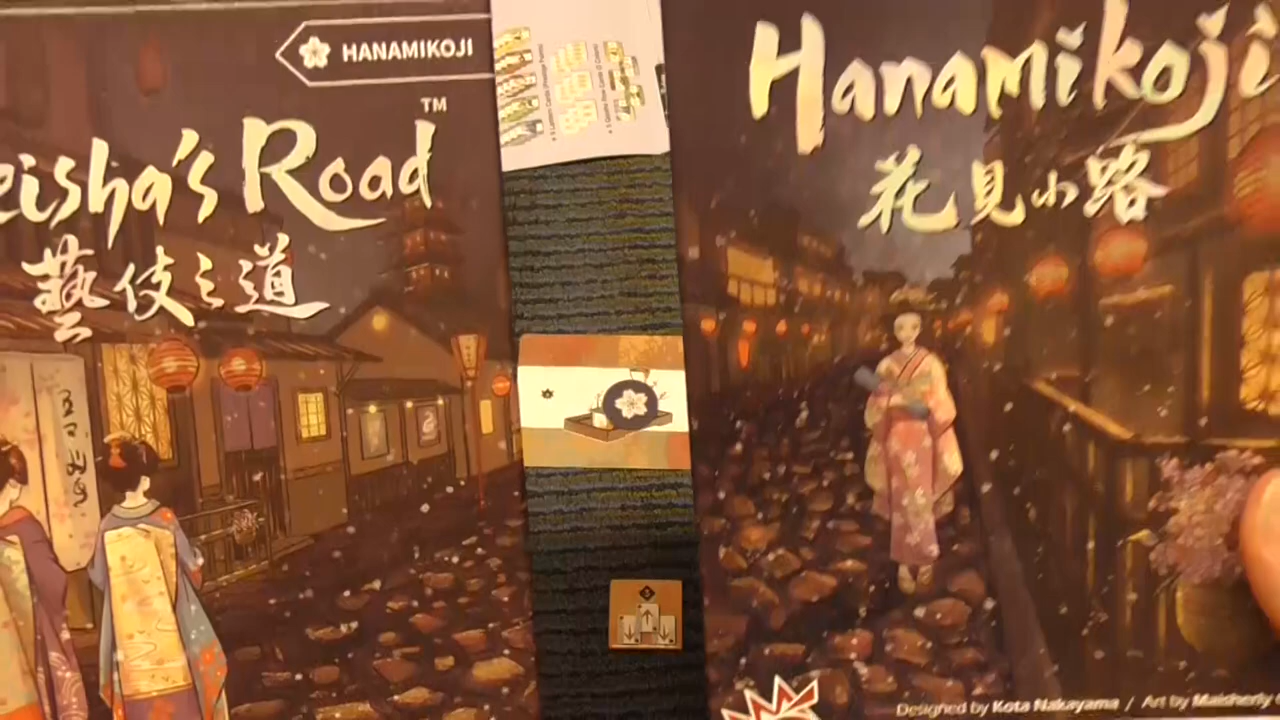 HANAMIKOJI
TM
eisha's Road
藝伎之道
Hanamikoji
花見小路
3
Designed by Kota Nakayama / Art by Maisherly